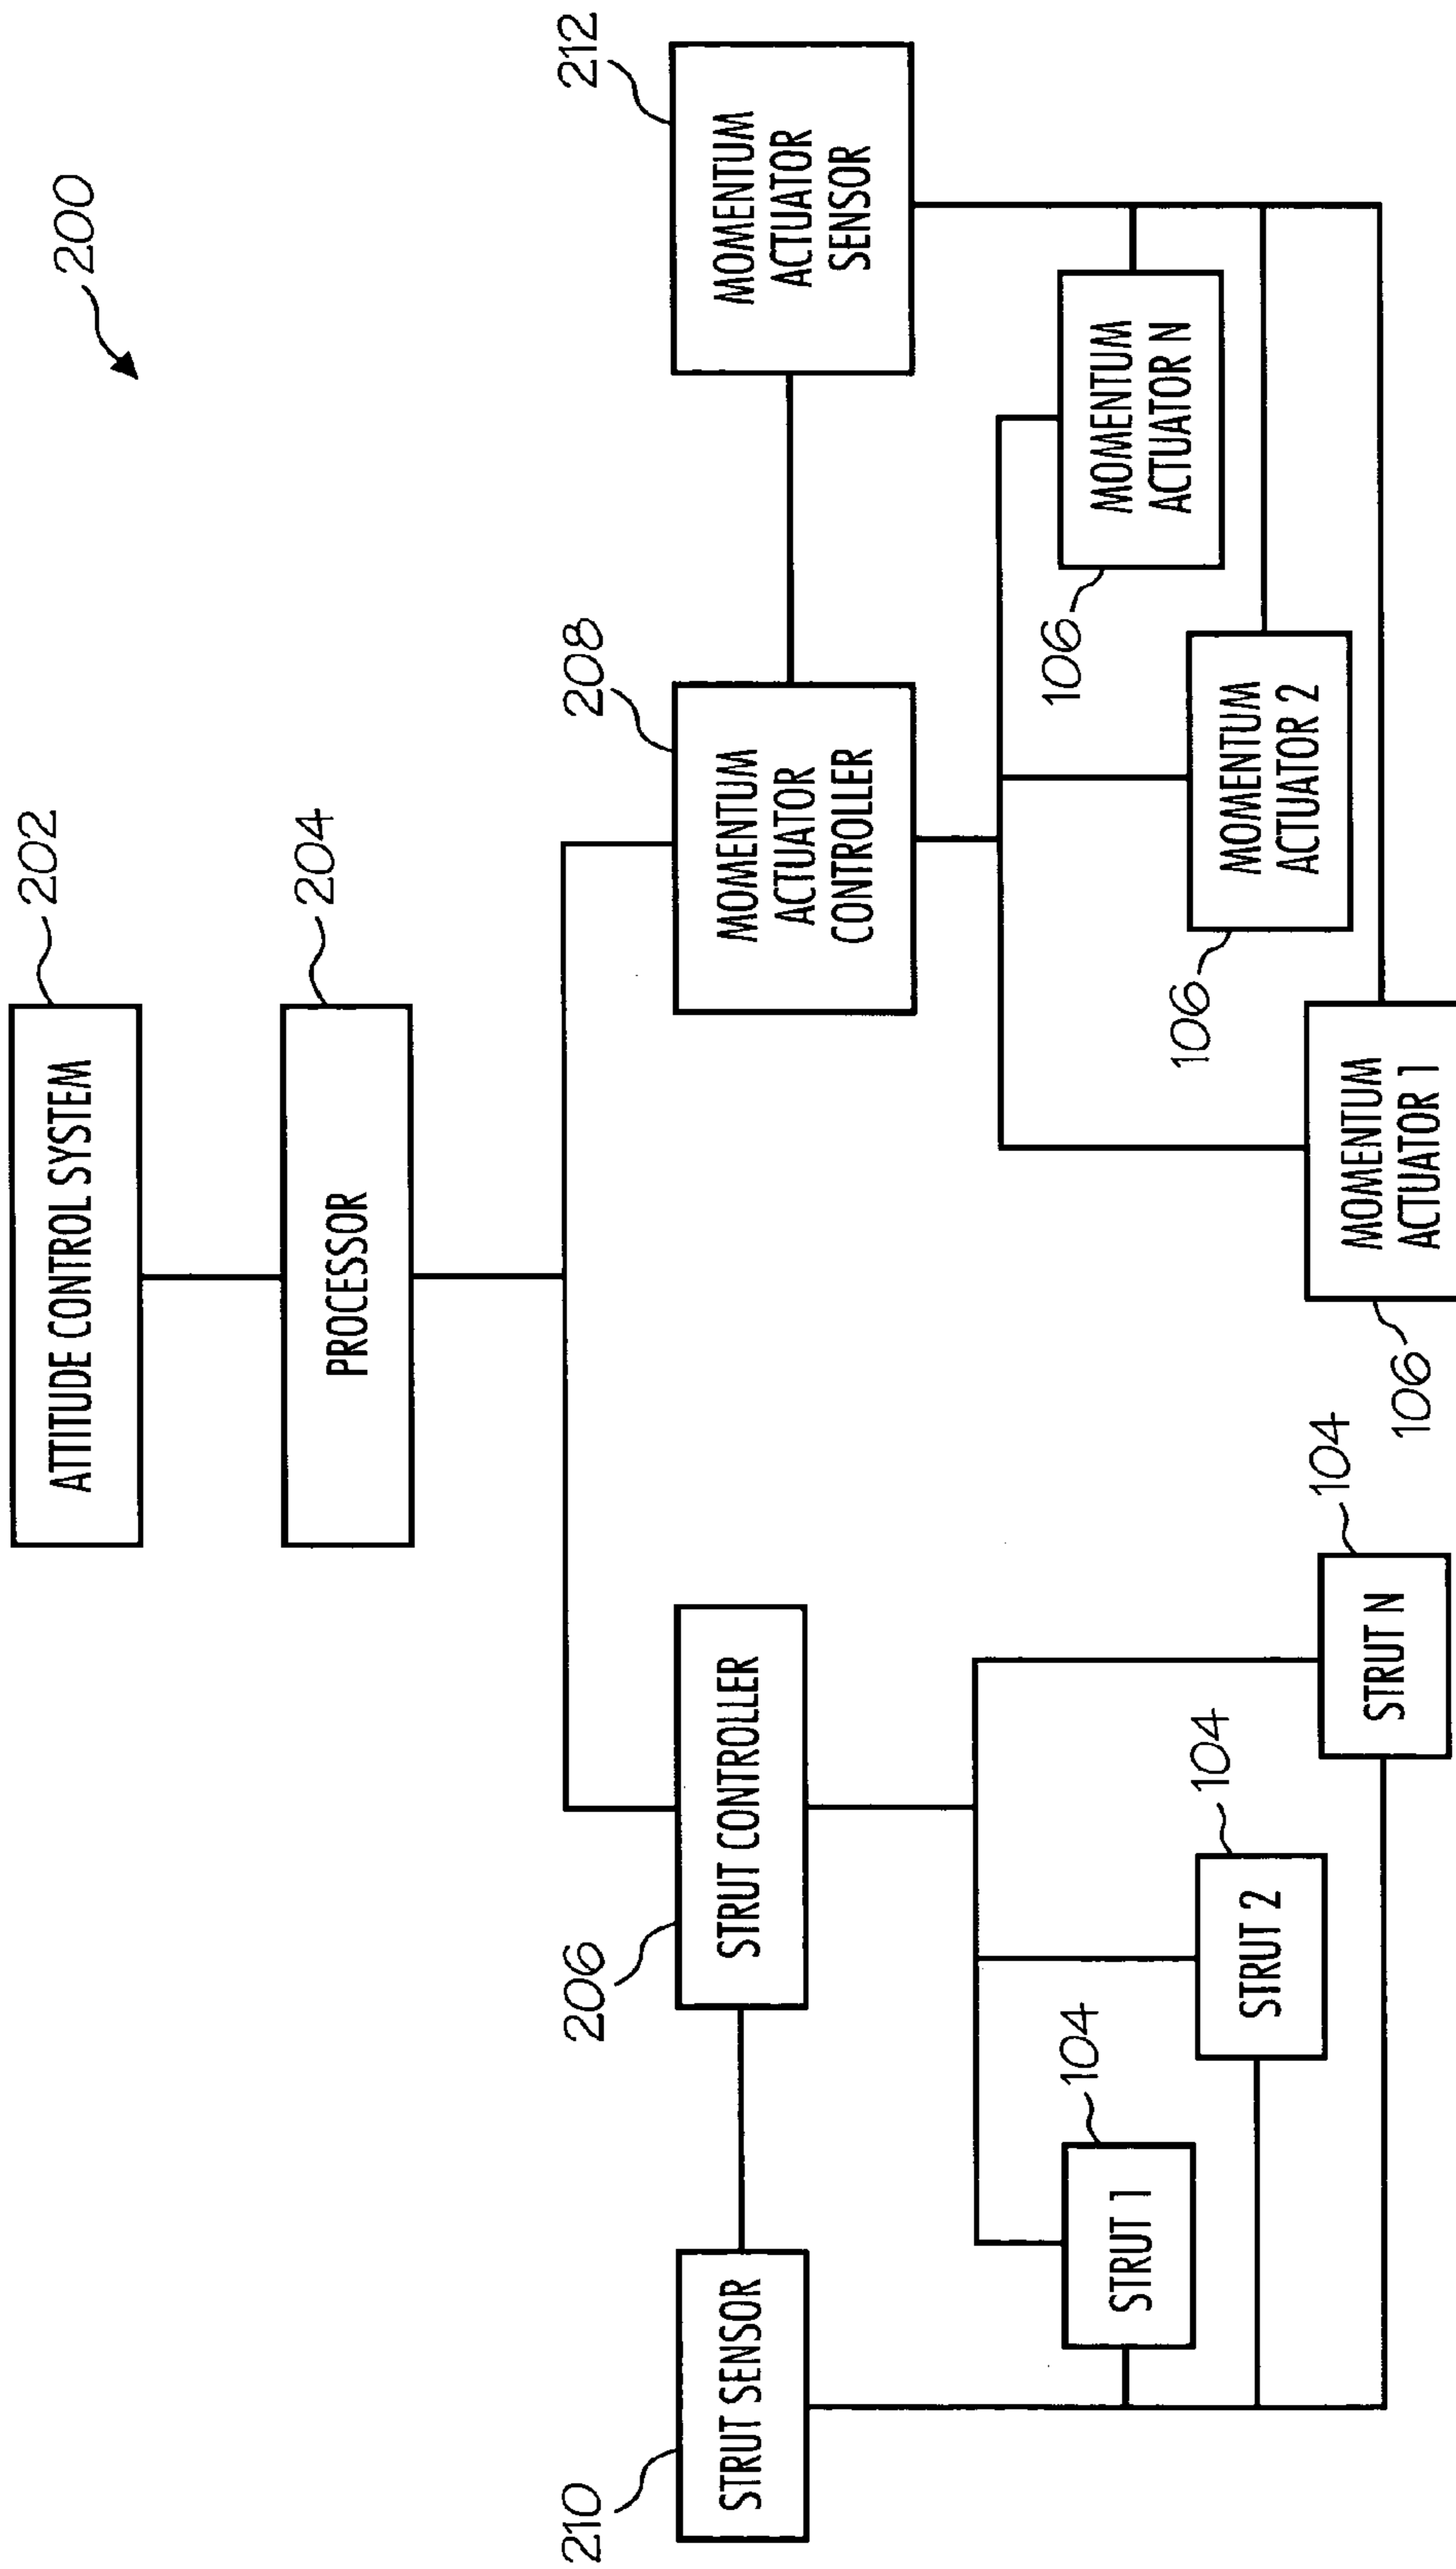 200
ATTITUDE CONTROL SYSTEM
202
PROCESSOR
204
210
STRUT SENSOR
206
STRUT CONTROLLER
MOMENTUM
ACTUATOR
CONTROLLER
208
MOMENTUM
ACTUATOR
SENSOR
212
STRUT 1
104
STRUT 2
104
STRUT N
104
106
MOMENTUM
ACTUATOR 1
106
MOMENTUM
ACTUATOR 2
106
MOMENTUM
ACTUATOR N